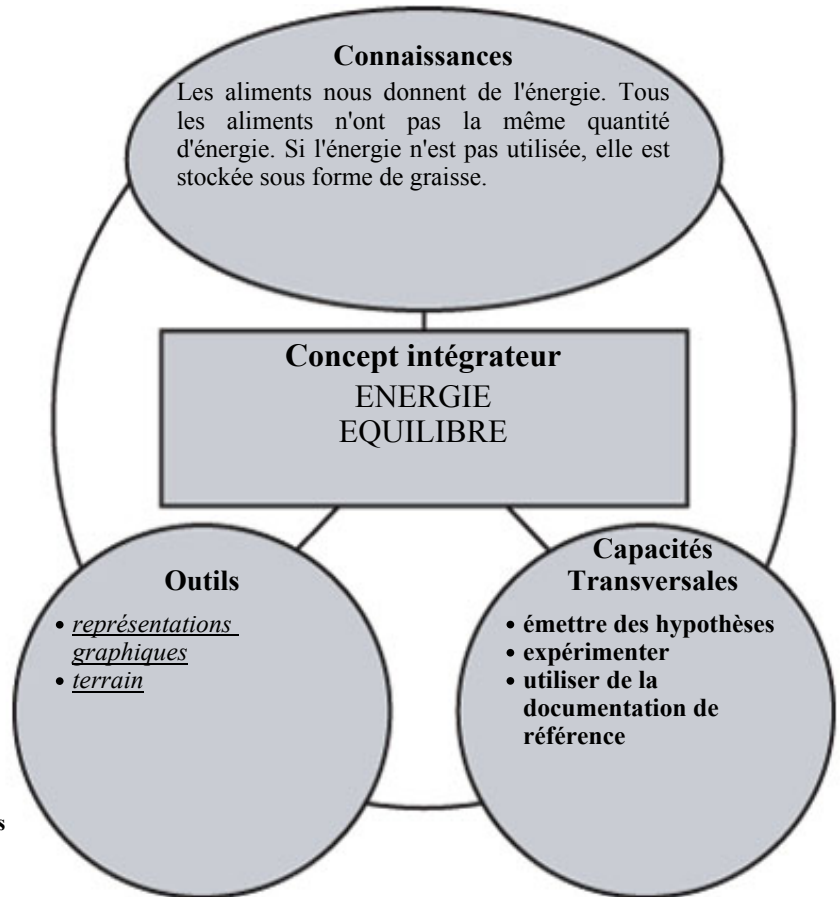 Connaissances
Les aliments nous donnent de l'énergie. Tous
les aliments n'ont pas la même quantité
d'énergie. Si l'énergie n'est pas utilisée, elle est
stockée sous forme de graisse.
Concept intégrateur
ENERGIE
EQUILIBRE
Outils
• représentations
graphiques
• terrain
Capacités
Transversales
• émettre des hypothèses
• expérimenter
• utiliser de la
documentation de
référence
s